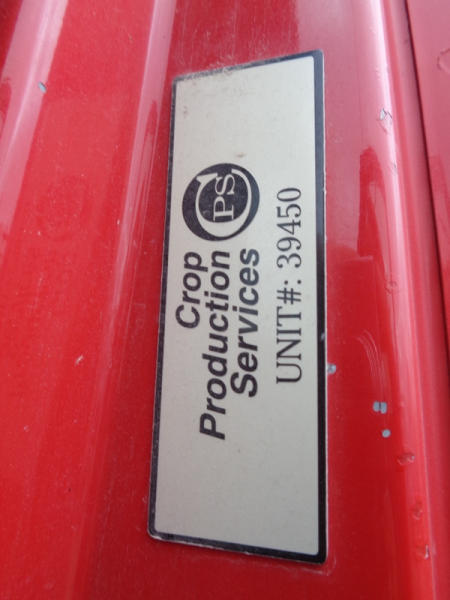 Crop
Production
Services
CPS
UNIT#: 39450